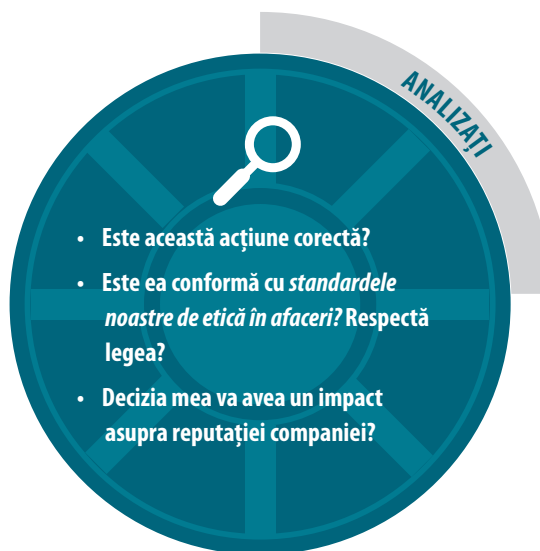 ANALIZAȚI
• Este această acțiune corectă?
• Este ea conformă cu standardele
noastre de etică în afaceri? Respectă
legea?
• Decizia mea va avea un impact
asupra reputației companiei?